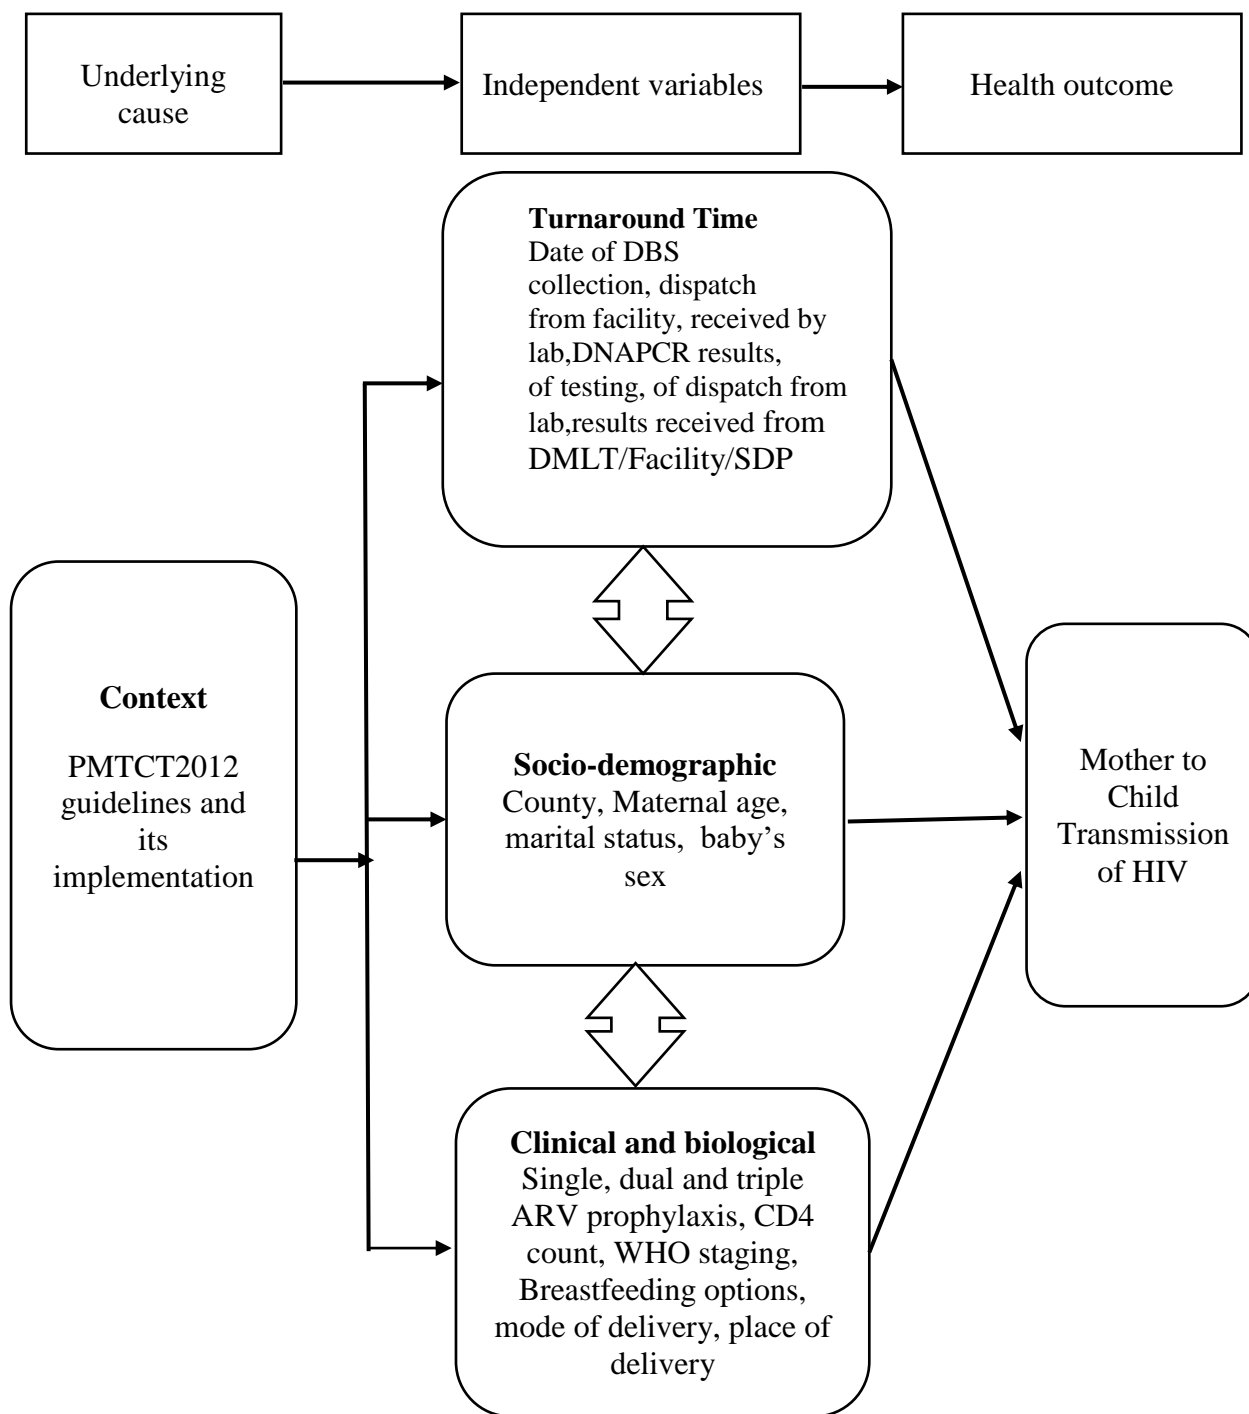 Underlying
cause
Independent variables
Health outcome
Turnaround Time
Date of DBS
collection, dispatch
from facility, received by
lab,DNAPCR results,
of testing, of dispatch from
lab,results received from
DMLT/Facility/SDP
Context
PMTCT2012
guidelines and
its
implementation
Socio-demographic
County, Maternal age,
marital status,  baby’s
sex
Mother to
Child
Transmission
of HIV
Clinical and biological
Single, dual and triple
ARV prophylaxis, CD4
count, WHO staging,
Breastfeeding options,
mode of delivery, place of
delivery